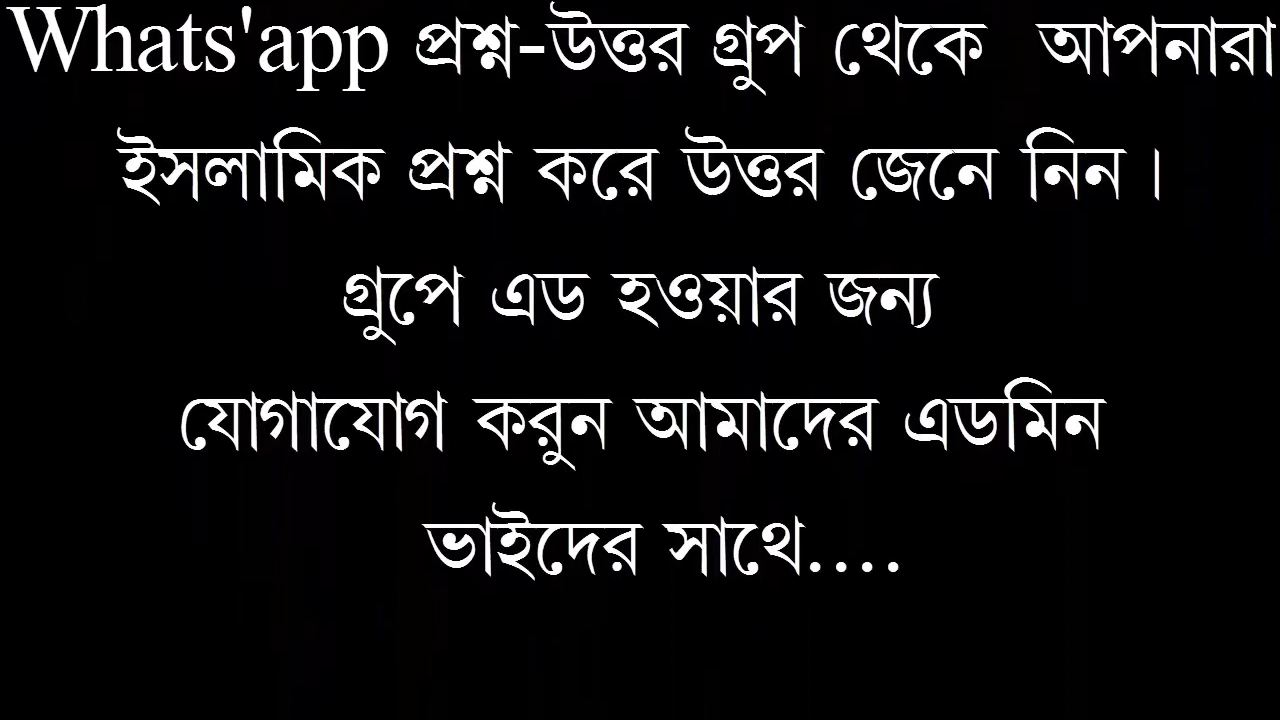 Whats'app প্রশ্ন-উত্তর গ্রুপ থেকে আপনারা
ইসলামিক প্রশ্ন করে উত্তর জেনে নিন।
গ্রুপে এড হওয়ার জন্য
যোগাযোগ করুন আমাদের এডমিন
ভাইদের সাথে....